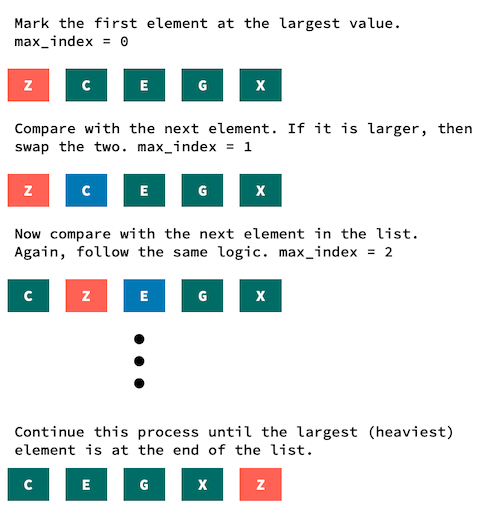 Mark the first element at the largest value.
max_index = 0
Z C E G X
Compare with the next element. If it is larger, then
swap the two. max_index = 1
Z C E G X
Now compare with the next element in the list.
Again, follow the same logic. max_index = 2
C Z E G X
Continue this process until the largest (heaviest)
element is at the end of the list.
C E G X Z